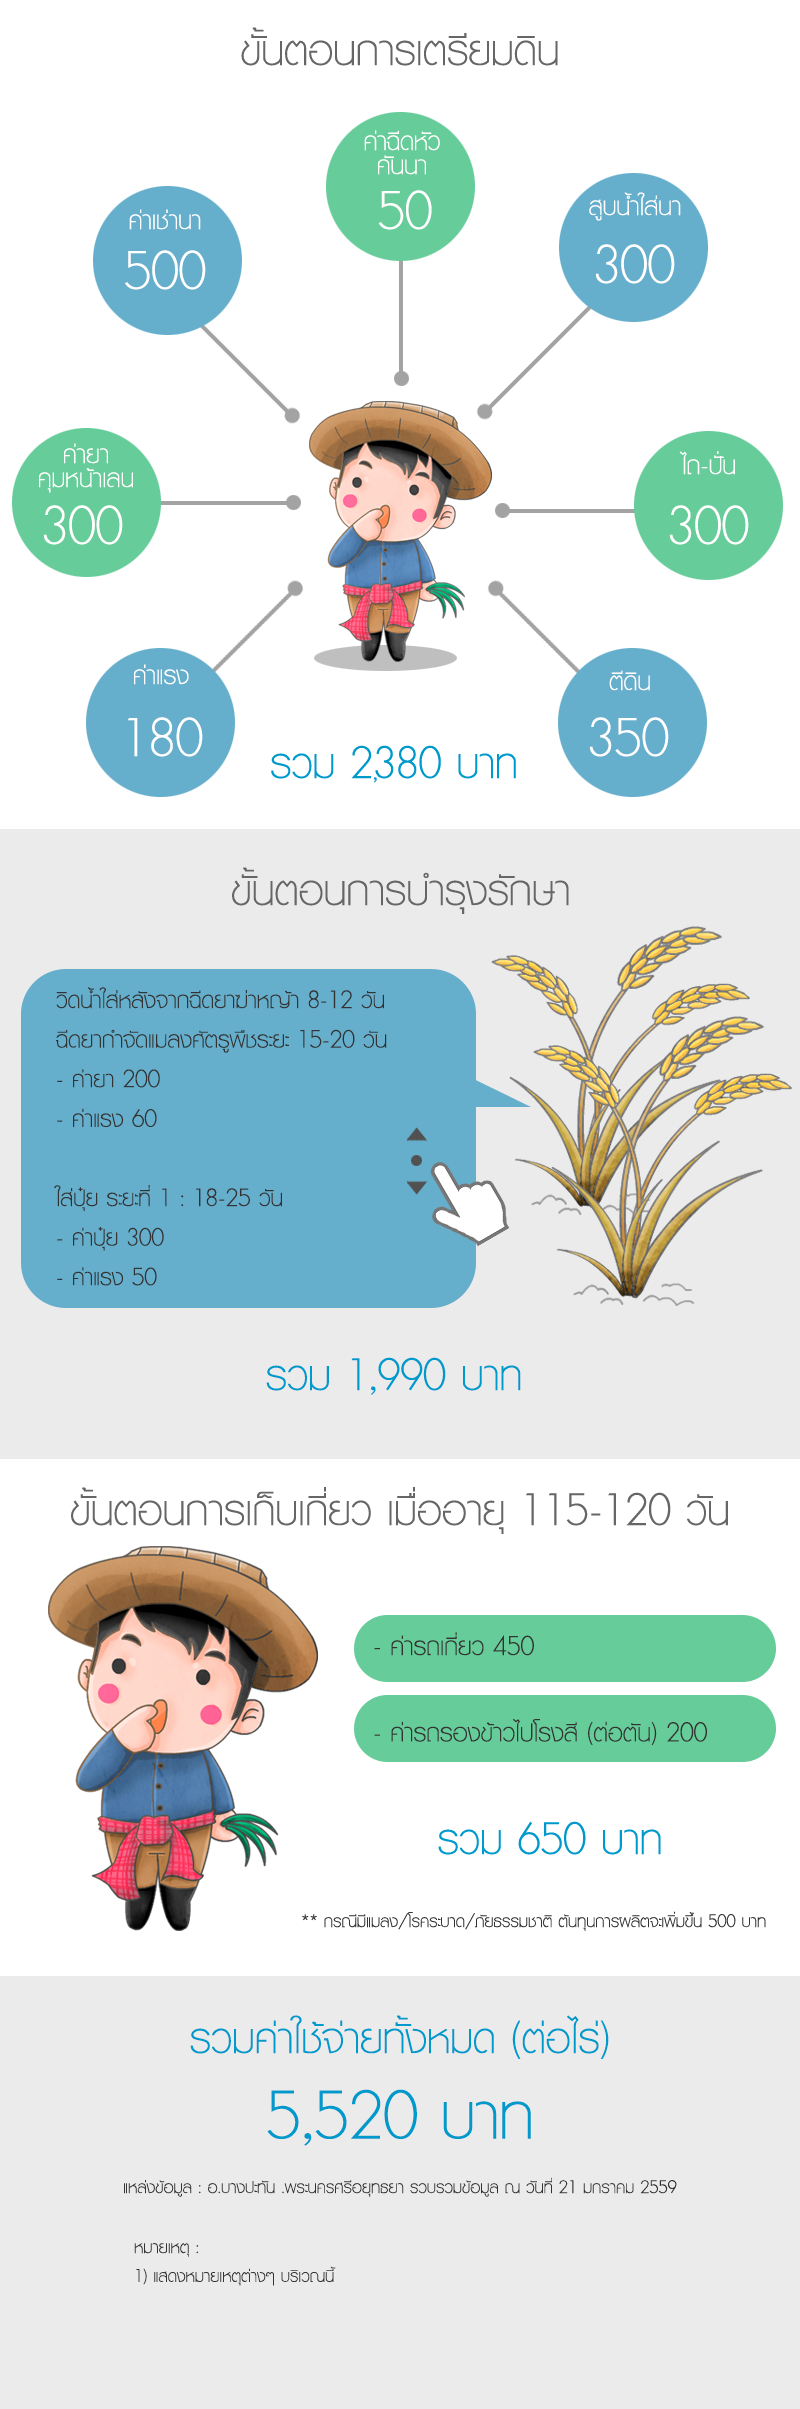 ขั้นตอนการเตรียมดิน
ค่าฉีดหัว
คันนา
50
ค่าเช่านา
500
สูบน้ำใส่นา
300
ค่ายา
คุมหน้าเลน
300
ไถ-ปั่น
300
ค่าแรง
180
ตีดิน
350
รวม 2,380 บาท
ขั้นตอนการบำรุงรักษา
วิดน้ำใส่หลังจากฉีดยาฆ่าหญ้า 8-12 วัน
ฉีดยากำจัดแมลงศัตรูพืชระยะ 15-20 วัน
- ค่ายา 200
- ค่าแรง 60
ใส่ปุ๋ย ระยะที่ 1 : 18-25 วัน
- ค่าปุ๋ย 300
- ค่าแรง 50
รวม 1,990 บาท
ขั้นตอนการเก็บเกี่ยว เมื่ออายุ 115-120 วัน
- ค่ารถเกี่ยว 450
- ค่ารถรองข้าวไปโรงสี (ต่อตัน) 200
รวม 650 บาท
** กรณีมีแมลง/โรคระบาด/ภัยธรรมชาติ ต้นทุนการผลิตจะเพิ่มขึ้น 500 บาท
รวมค่าใช้จ่ายทั้งหมด (ต่อไร่)
5,520 บาท
แหล่งข้อมูล : อ.บางปะหัน .พระนครศรีอยุทธยา รวบรวมข้อมูล ณ วันที่ 21 มกราคม 2559
หมายเหตุ :
1) แสดงหมายเหตุต่างๆ บริเวณนี้